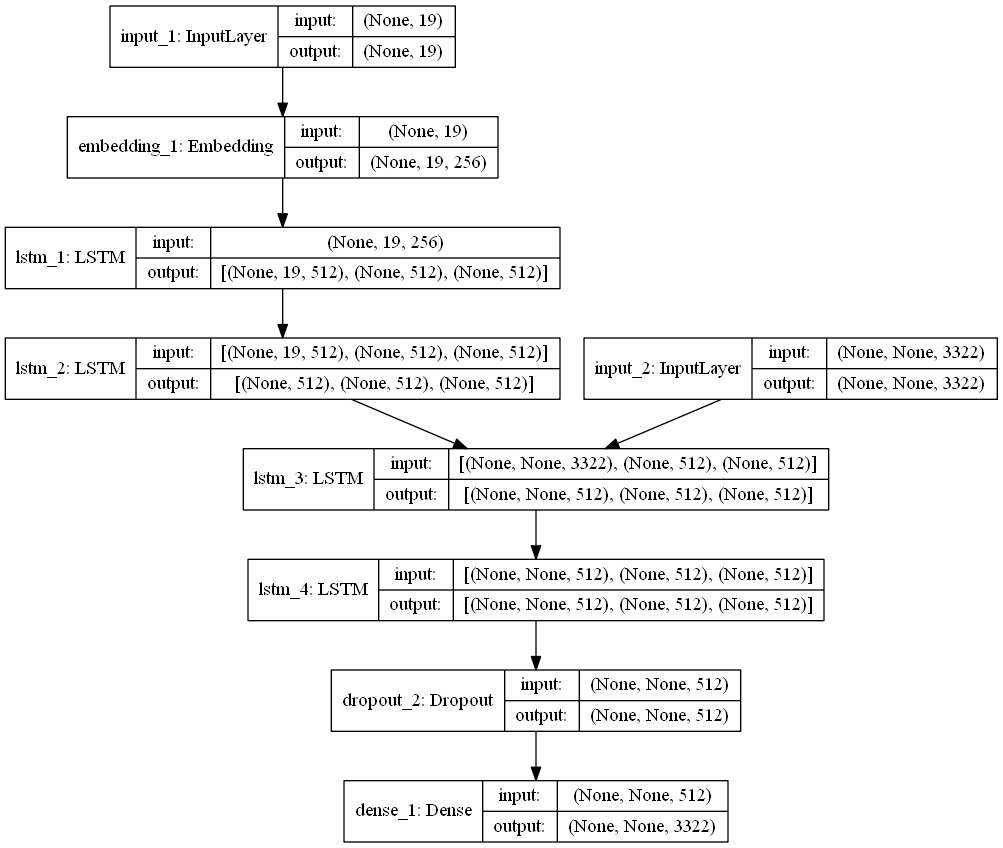 input_1: InputLayer
input: (None, 19)
output: (None, 19)
embedding_1: Embedding
input: (None, 19)
output: (None, 19, 256)
lstm_1: LSTM
input: (None, 19, 256)
output: [(None, 19, 512), (None, 512), (None, 512)]
lstm_2: LSTM
input: [(None, 19, 512), (None, 512), (None, 512)]
output: [(None, 512), (None, 512), (None, 512)]
input_2: InputLayer
input: (None, None, 3322)
output: (None, None, 3322)
lstm_3: LSTM
input: [(None, None, 3322), (None, 512), (None, 512)]
output: [(None, None, 512), (None, 512), (None, 512)]
lstm_4: LSTM
input: [(None, None, 512), (None, 512), (None, 512)]
output: [(None, None, 512), (None, 512), (None, 512)]
dropout_2: Dropout
input: (None, None, 512)
output: (None, None, 512)
dense_1: Dense
input: (None, None, 512)
output: (None, None, 3322)